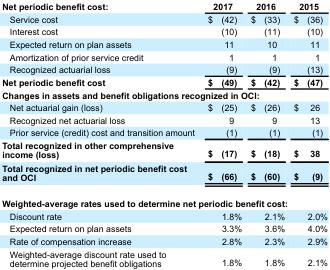 Net periodic benefit cost: 2017 2016 2015
Service cost $ (42) $ (33) $ (36)
Interest cost (10) (11) (10)
Expected return on plan assets 11 10 11
Amortization of prior service credit 1 1 1
Recognized actuarial loss (9) (9) (13)
Net periodic benefit cost $ (49) $ (42) $ (47)
Changes in assets and benefit obligations recognized in OCI:
Net actuarial gain (loss) $ (25) $ (26) $ 26
Recognized net actuarial loss 9 9 13
Prior service (credit) cost and transition amount (1) (1) (1)
Total recognized in other comprehensive
income (loss) $ (17) $ (18) $ 38
Total recognized in net periodic benefit cost
and OCI $ (66) $ (60) $ (9)
Weighted-average rates used to determine net periodic benefit cost:
Discount rate 1.8% 2.1% 2.0%
Expected return on plan assets 3.3% 3.6% 4.0%
Rate of compensation increase 2.8% 2.3% 2.9%
Weighted-average discount rate used to
determine projected benefit obligations 1.8% 1.8% 2.1%